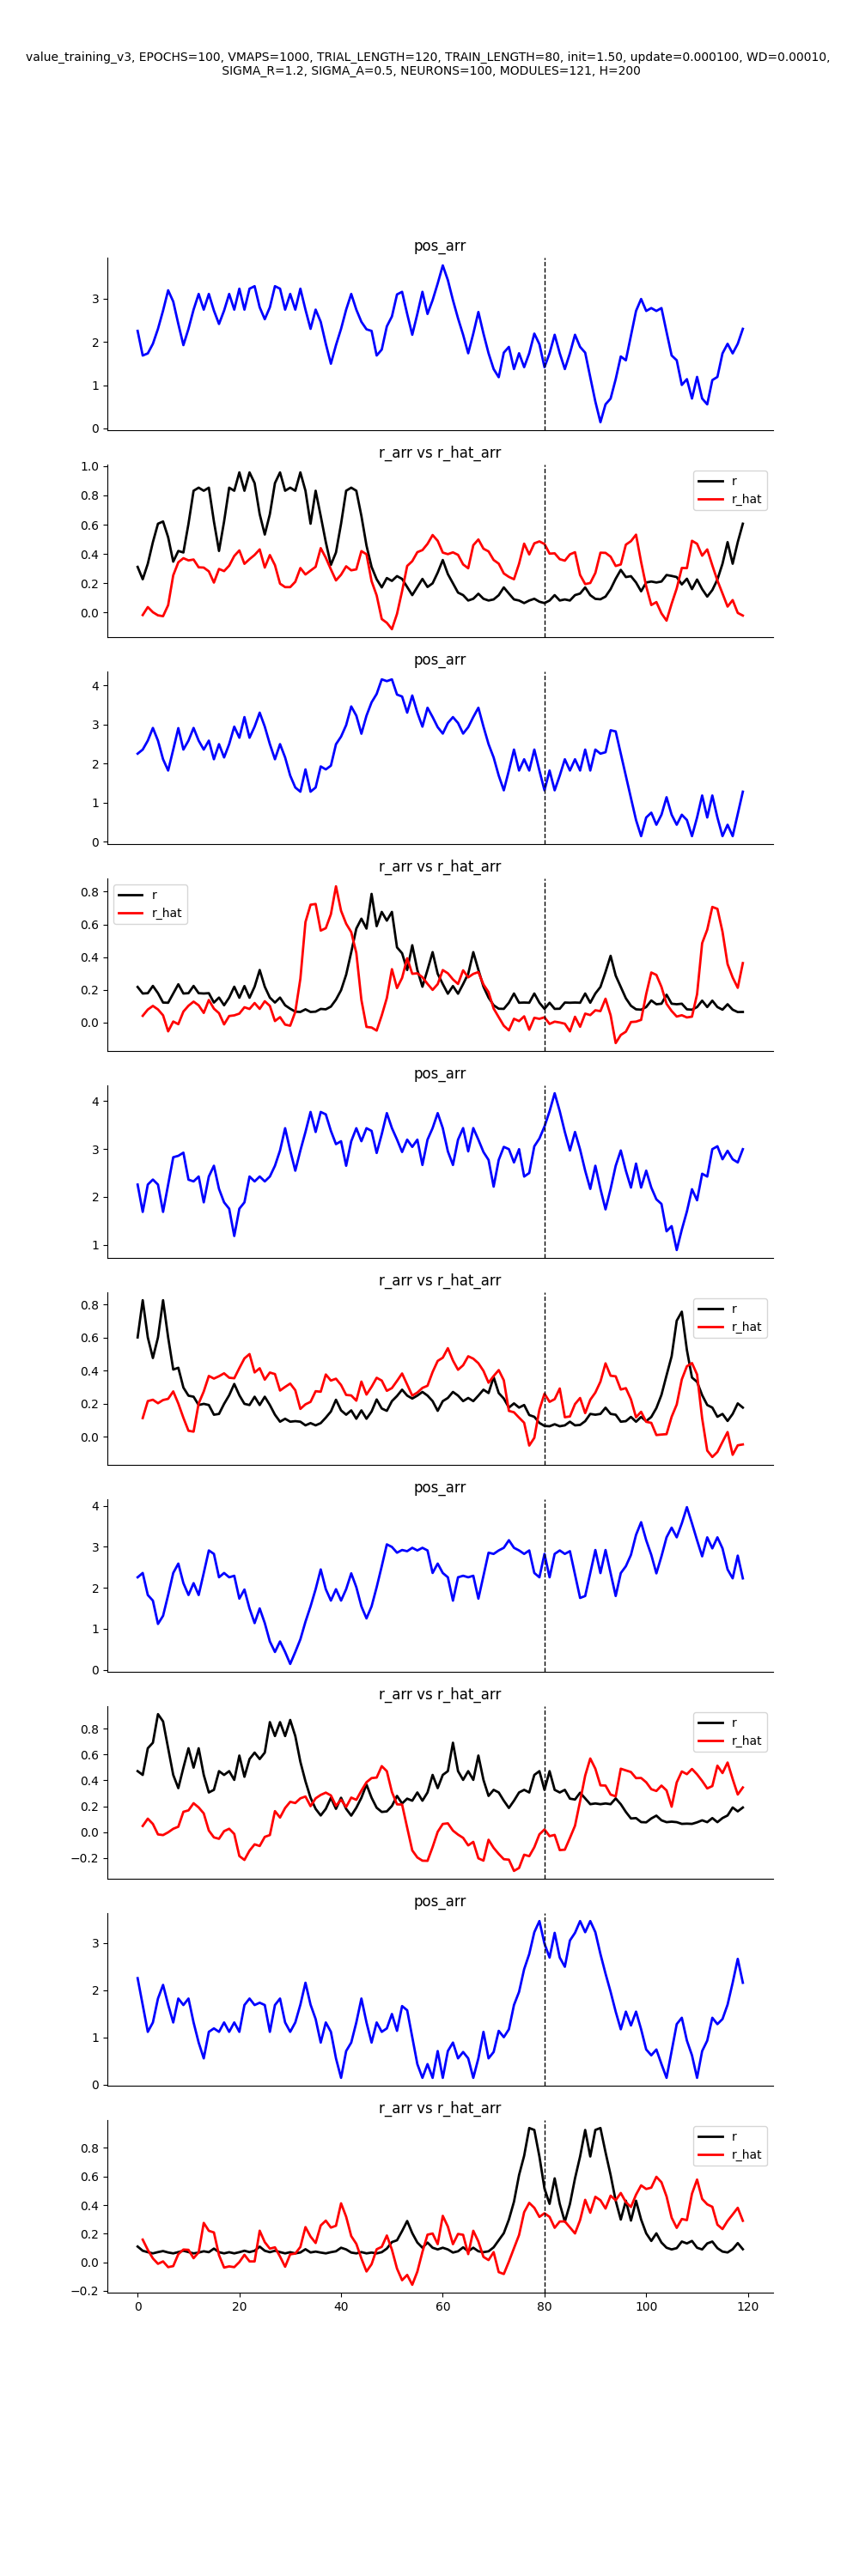 value_training_v3, EPOCHS=100, VMAPS=1000, TRIAL_LENGTH=120, TRAIN_LENGTH=80, init=1.50, update=0.000100, WD=0.00010,
SIGMA_R=1.2, SIGMA_A=0.5, NEURONS=100, MODULES=121, H=200
pos_arr
3
2
1
0
r_arr vs r_hat_arr
1.0
0.8
0.6
0.4
0.2
0.0
r
r_hat
pos_arr
4
3
2
1
0
r_arr vs r_hat_arr
0.8
0.6
0.4
0.2
0.0
r
r_hat
pos_arr
4
3
2
1
r_arr vs r_hat_arr
0.8
0.6
0.4
0.2
0.0
r
r_hat
pos_arr
4
3
2
1
0
r_arr vs r_hat_arr
0.8
0.6
0.4
0.2
0.0
−0.2
r
r_hat
pos_arr
3
2
1
0
r_arr vs r_hat_arr
0.8
0.6
0.4
0.2
0.0
−0.2
r
r_hat
0 20 40 60 80 100 120